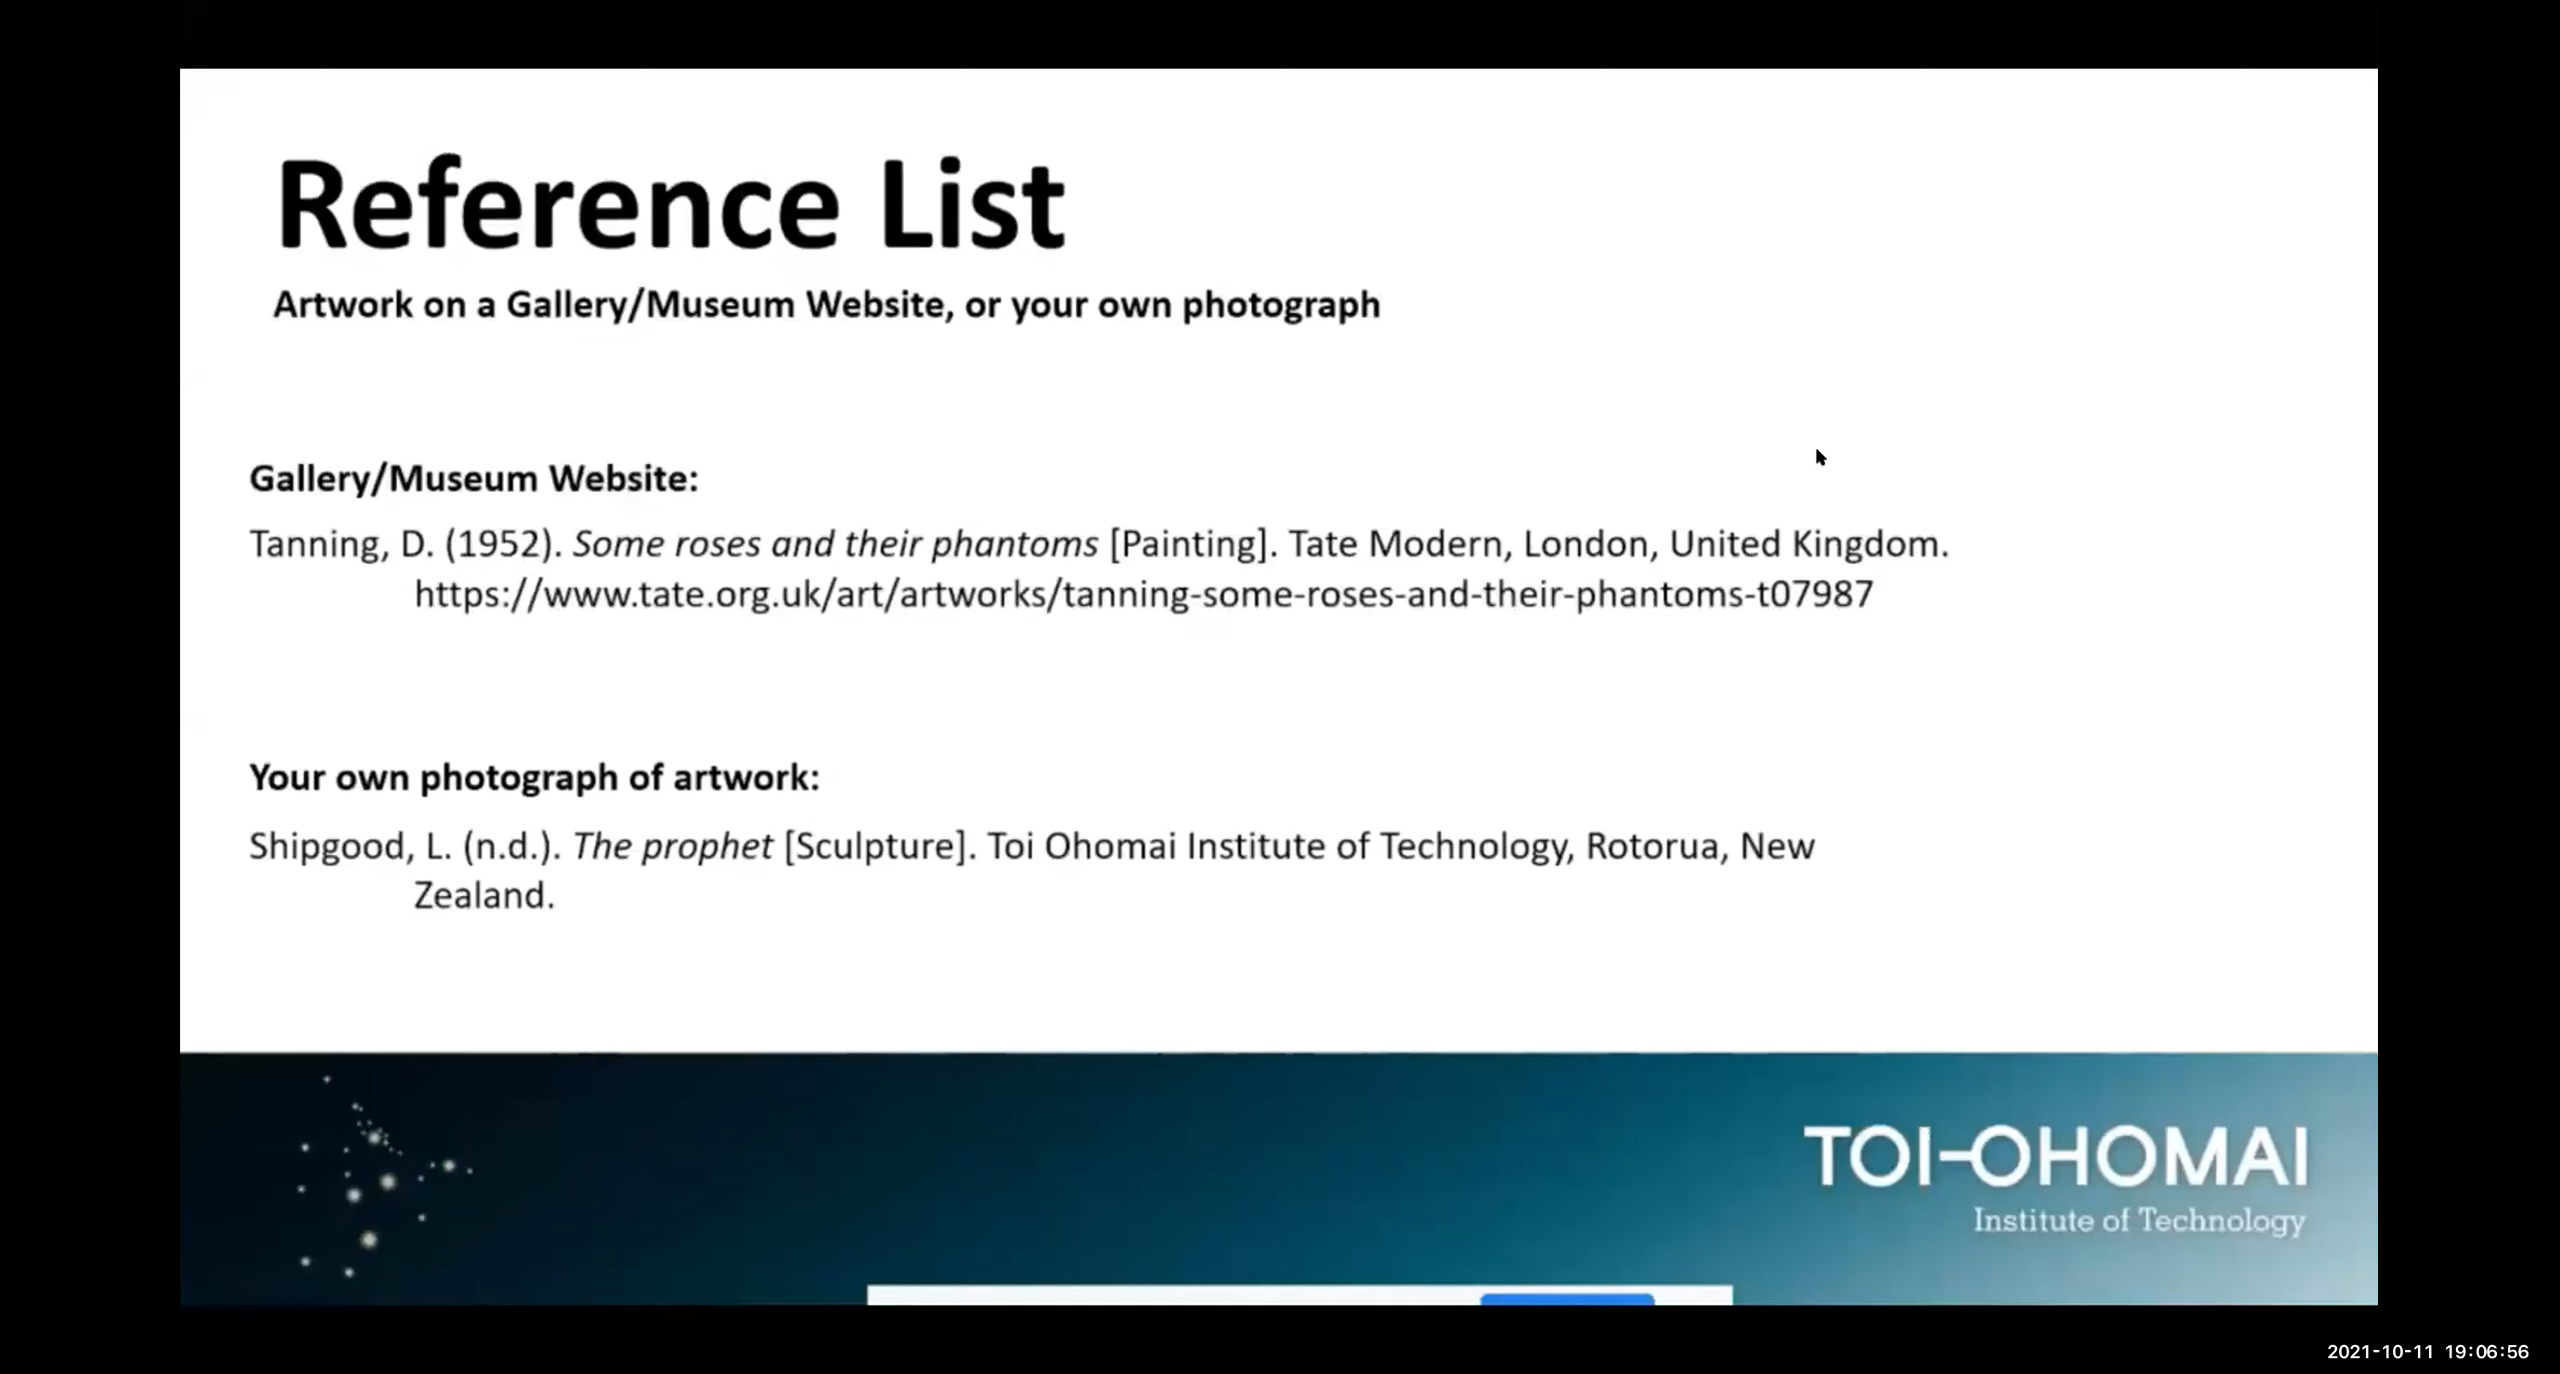 Reference List
Artwork on a Gallery/Museum Website, or your own photograph
Gallery/Museum Website:
Tanning, D. (1952). Some roses and their phantoms [Painting]. Tate Modern, London, United Kingdom.
https://www.tate.org.uk/art/artworks/tanning-some-roses-and-their-phantoms-t07987
Your own photograph of artwork:
Shipgood, L. (n.d.). The prophet [Sculpture]. Toi Ohomai Institute of Technology, Rotorua, New
Zealand.
TOI-OHOMAI
Institute of Technology
2021-10-11 19:06:56